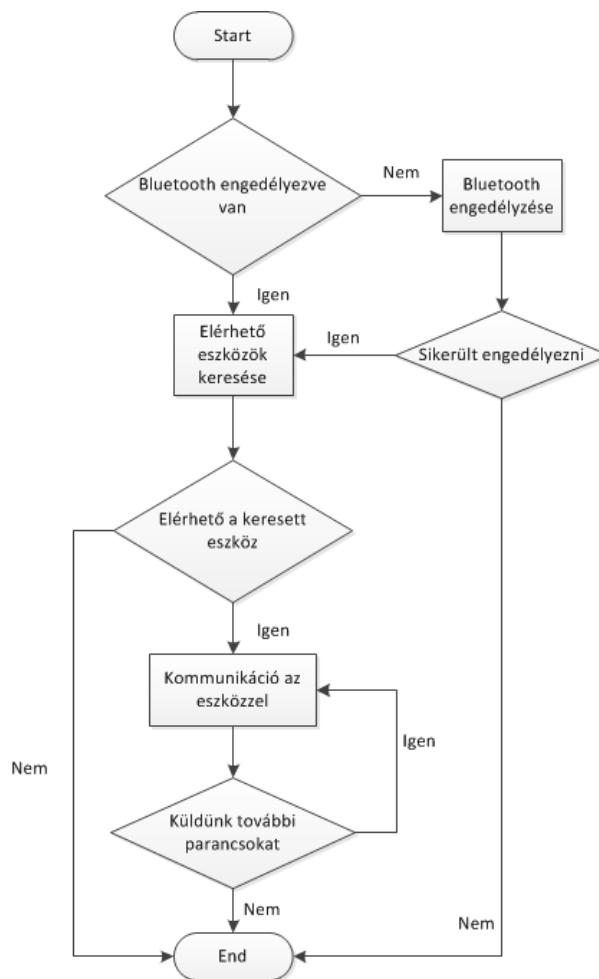 Start
Bluetooth engedélyezve
van
Nem
Bluetooth
engedélyzése
Igen
Elérhető
eszközök
keresése
Igen
Sikerült engedélyezni
Elérhető a keresett
eszköz
Igen
Kommunikáció az
eszközzel
Igen
Nem
Küldünk további
parancsokat
Nem
Nem
End